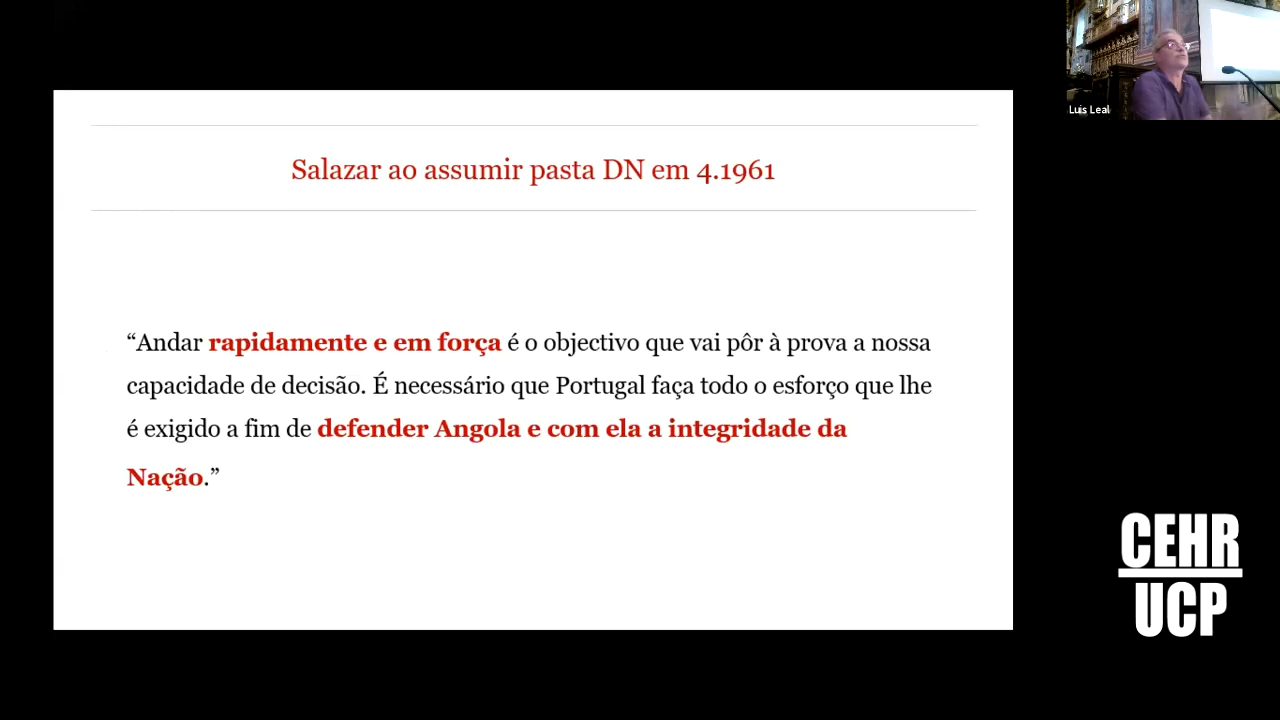 Salazar ao assumir pasta DN em 4.1961
“Andar rapidamente e em força é o objectivo que vai pôr à prova a nossa
capacidade de decisão. É necessário que Portugal faça todo o esforço que lhe
é exigido a fim de defender Angola e com ela a integridade da
Nação.”
Luis Leal
CEHR
UCP